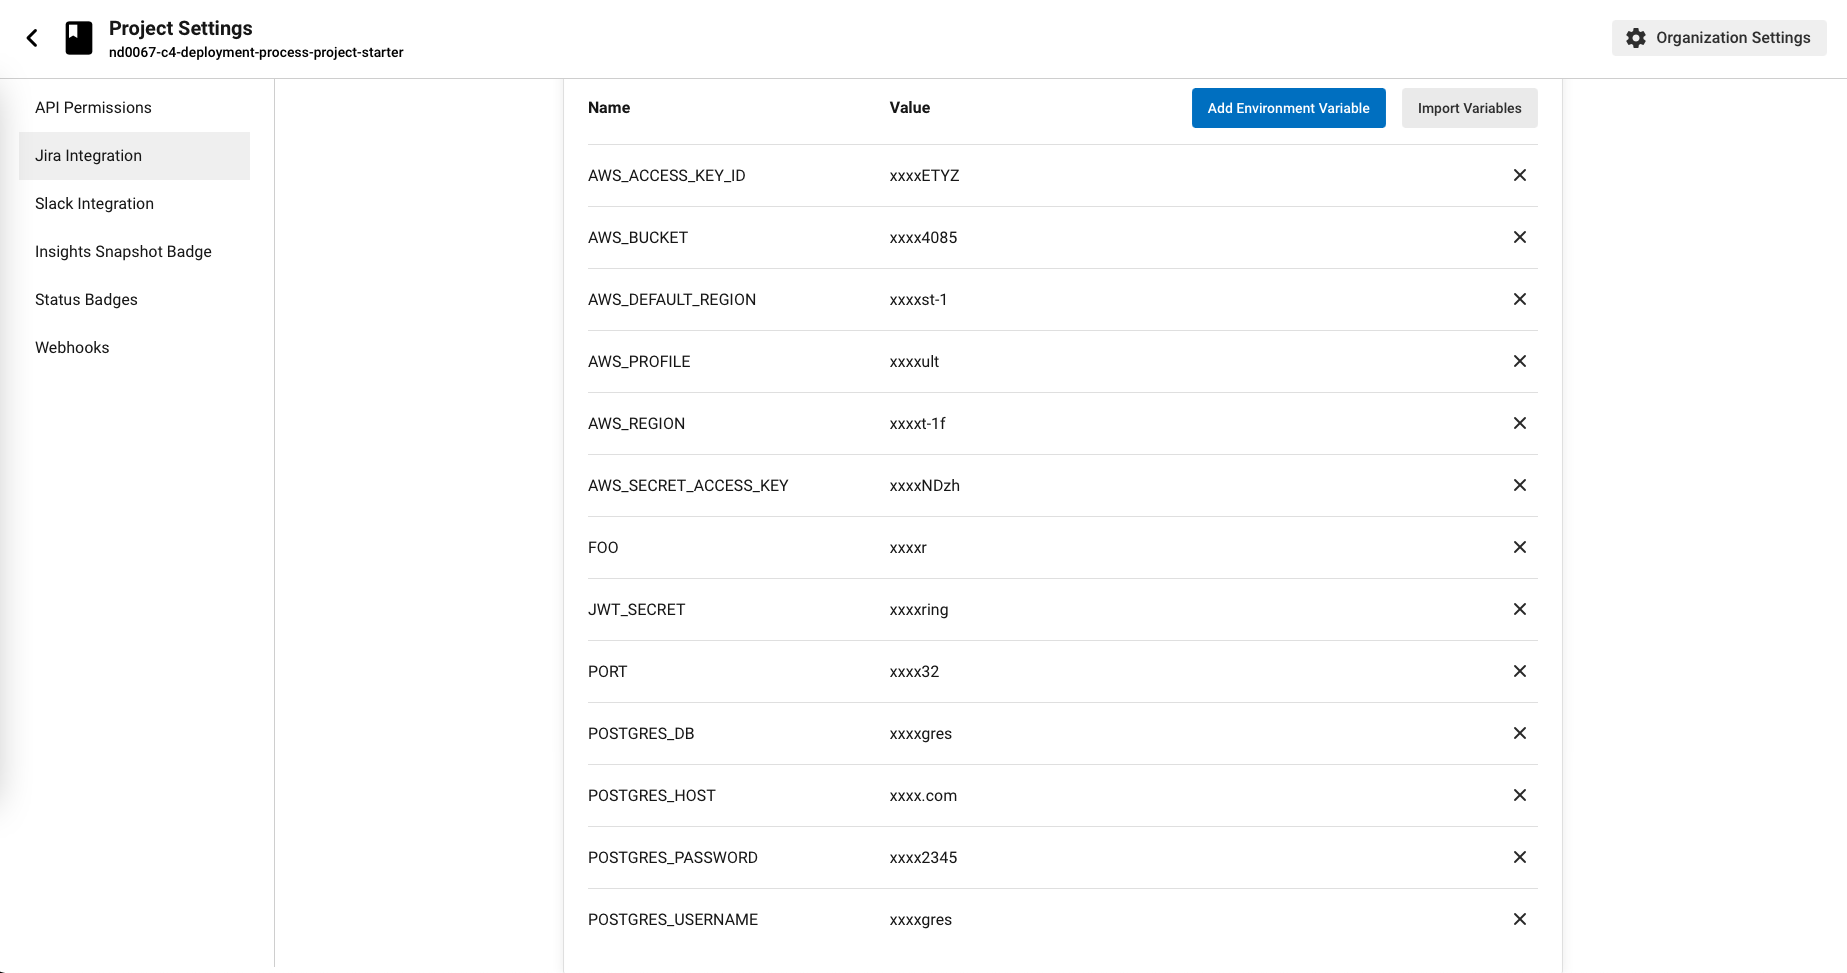 Project Settings
nd0067-c4-deployment-process-project-starter
Organization Settings
API Permissions
Jira Integration
Slack Integration
Insights Snapshot Badge
Status Badges
Webhooks
Name Value Add Environment Variable Import Variables
AWS_ACCESS_KEY_ID xxxxETYZ
AWS_BUCKET xxxx4085
AWS_DEFAULT_REGION xxxxst-1
AWS_PROFILE xxxxult
AWS_REGION xxxxt-1f
AWS_SECRET_ACCESS_KEY xxxxNDzh
FOO xxxxr
JWT_SECRET xxxxring
PORT xxxx32
POSTGRES_DB xxxxgres
POSTGRES_HOST xxxx.com
POSTGRES_PASSWORD xxxx2345
POSTGRES_USERNAME xxxxgres